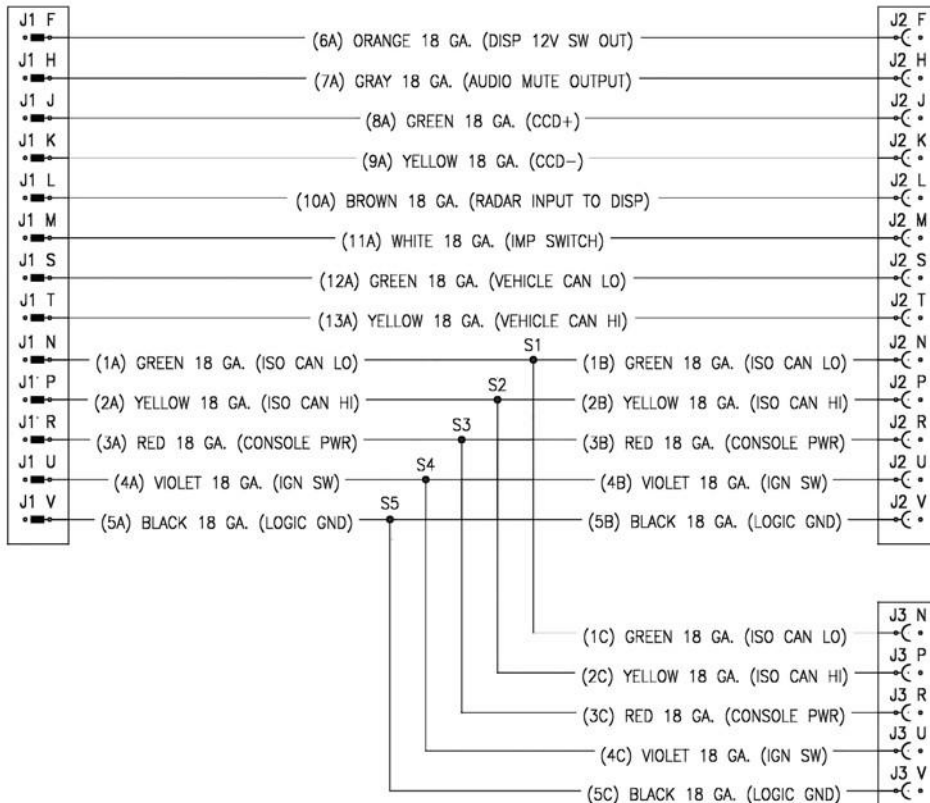 J1 F J2 F
(6A) ORANGE 18 GA. (DISP 12V SW OUT)
J1 H J2 H
(7A) GRAY 18 GA. (AUDIO MUTE OUTPUT)
J1 J J2 J
(8A) GREEN 18 GA. (CCD+)
J1 K J2 K
(9A) YELLOW 18 GA. (CCD-)
J1 L J2 L
(10A) BROWN 18 GA. (RADAR INPUT TO DISP)
J1 M J2 M
(11A) WHITE 18 GA. (IMP SWITCH)
J1 S J2 S
(12A) GREEN 18 GA. (VEHICLE CAN LO)
J1 T J2 T
(13A) YELLOW 18 GA. (VEHICLE CAN HI)
J1 N S1 J2 N
(1A) GREEN 18 GA. (ISO CAN LO) (1B) GREEN 18 GA. (ISO CAN LO)
J1 P S2 J2 P
(2A) YELLOW 18 GA. (ISO CAN HI) (2B) YELLOW 18 GA. (ISO CAN HI)
J1 R S3 J2 R
(3A) RED 18 GA. (CONSOLE PWR) (3B) RED 18 GA. (CONSOLE PWR)
J1 U S4 J2 U
(4A) VIOLET 18 GA. (IGN SW) (4B) VIOLET 18 GA. (IGN SW)
J1 V S5 J2 V
(5A) BLACK 18 GA. (LOGIC GND) (5B) BLACK 18 GA. (LOGIC GND)
J3 N
(1C) GREEN 18 GA. (ISO CAN LO)
J3 P
(2C) YELLOW 18 GA. (ISO CAN HI)
J3 R
(3C) RED 18 GA. (CONSOLE PWR)
J3 U
(4C) VIOLET 18 GA. (IGN SW)
J3 V
(5C) BLACK 18 GA. (LOGIC GND)